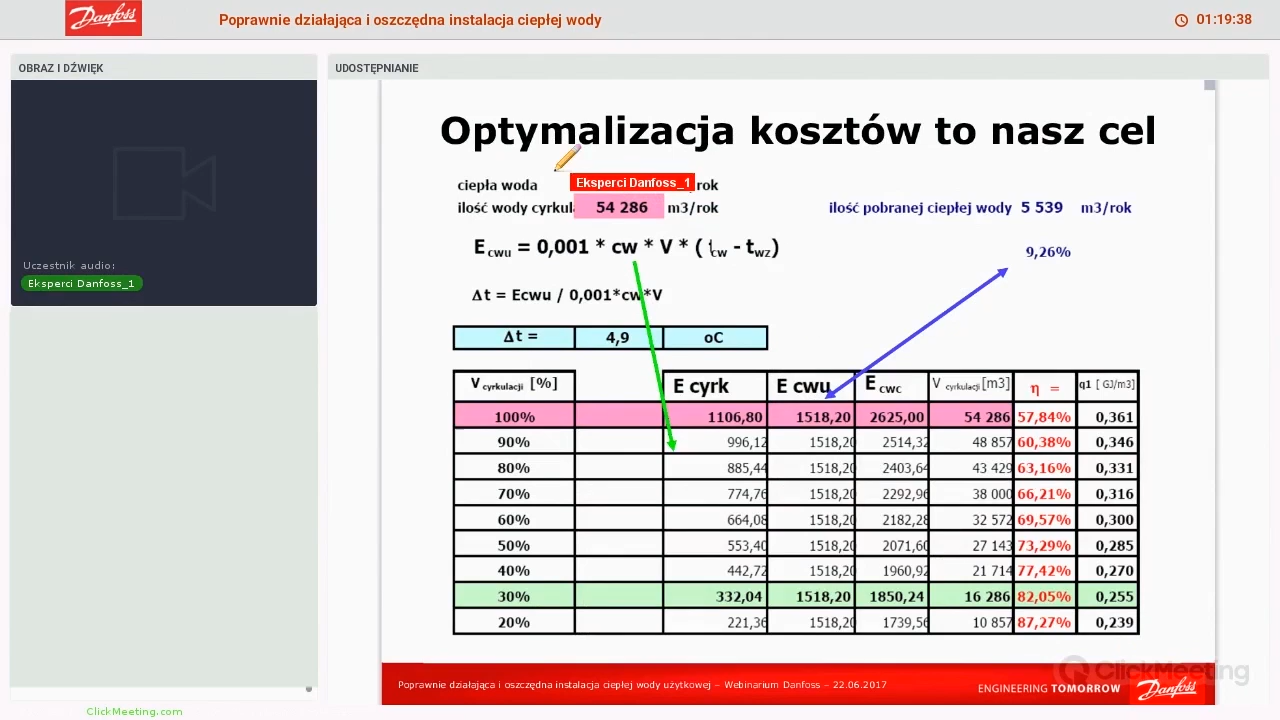 Danfoss
Poprawnie działająca i oszczędna instalacja ciepłej wody
01:19:38
OBRAZ I DŹWIĘK
UDOSTĘPNIANIE
Uczestnik audio:
Eksperci Danfoss_1
Optymalizacja kosztów to nasz cel
ciepła woda Eksperci Danfoss_1 rok
ilość wody cyrkul 54 286 m3/rok
ilość pobranej ciepłej wody 5 539 m3/rok
E cwu = 0,001 * cw * V * ( tcw - twz)
9,26%
Δt = Ecwu / 0,001*cw*V
Δt = 4,9 oC
V cyrkulacji [%] E cyrk E cwu E cwc V cyrkulacji[m3] η = q1 [ GJ/m3]
100% 1106,80 1518,20 2625,00 54 286 57,84% 0,361
90% 996,12 1518,20 2514,32 48 857 60,38% 0,346
80% 885,44 1518,20 2403,64 43 429 63,16% 0,331
70% 774,76 1518,20 2292,96 38 000 66,21% 0,316
60% 664,08 1518,20 2182,28 32 572 69,57% 0,300
50% 553,40 1518,20 2071,60 27 143 73,29% 0,285
40% 442,72 1518,20 1960,92 21 714 77,42% 0,270
30% 332,04 1518,20 1850,24 16 286 82,05% 0,255
20% 221,36 1518,20 1739,56 10 857 87,27% 0,239
Poprawnie działająca i oszczędna instalacja ciepłej wody użytkowej – Webinarium Danfoss – 22.06.2017
ENGINEERING TOMORROW
Danfoss
ClickMeeting
ClickMeeting.com